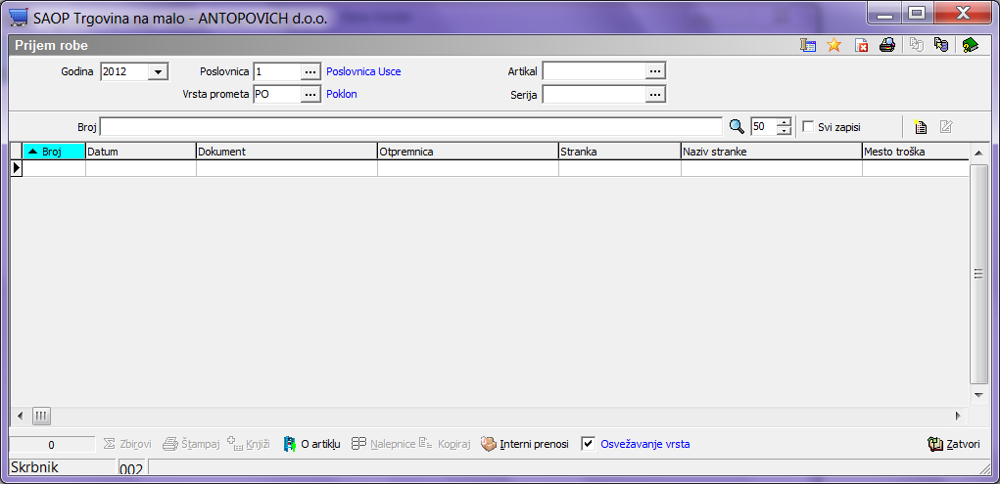 SAOP Trgovina na malo - ANTOPOVICH d.o.o.
Prijem robe
Godina 2012 Poslovnica 1 ... Poslovnica Usce Artikal ...
Vrsta prometa PO ... Poklon Serija ...
Broj 50 Svi zapisi
Broj Datum Dokument Otpremnica Stranka Naziv stranke Mesto troška
0 Zbirovi Štampaj Knjiži O artiklu Nalepnice Kopiraj Interni prenosi Osvežavanje vrsta Zatvori
Skrbnik 002